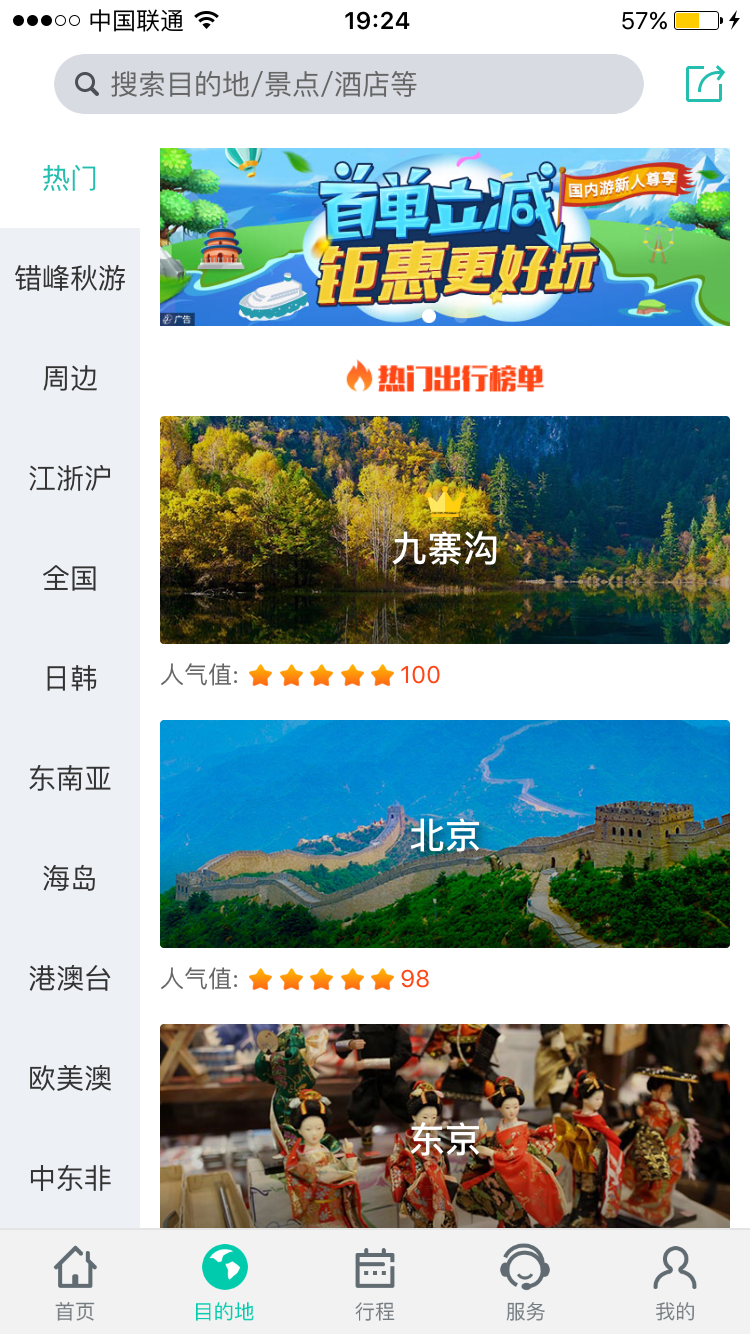 中国联通
19:24
57%
搜索目的地/景点/酒店等
热门
错峰秋游
周边
江浙沪
全国
日韩
东南亚
海岛
港澳台
欧美澳
中东非
首单立减
国内游新人尊享
钜惠更好玩
广告
热门出行榜单
九寨沟
人气值: 100
北京
人气值: 98
东京
首页
目的地
行程
服务
我的